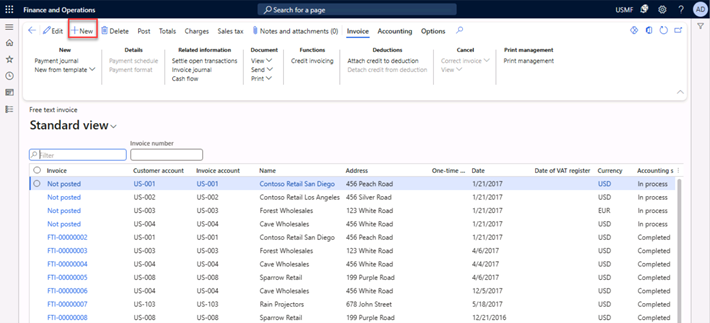 Finance and Operations Search for a page USMF ? AD
Edit + New Delete Post Totals Charges Sales tax Notes and attachments (0) Invoice Accounting Options
New Details Related information Document Functions Deductions Cancel Print management
Payment journal Payment schedule Settle open transactions View Credit invoicing Attach credit to deduction Correct invoice Print management
New from template Payment format Invoice journal Send Detach credit from deduction View
Cash flow Print
Free text invoice
Standard view
Invoice number
Filter
Invoice Customer account Invoice account Name Address One-time ... Date Date of VAT register Currency Accounting s
Not posted US-001 US-001 Contoso Retail San Diego 456 Peach Road 1/21/2017 USD In process
Not posted US-002 US-002 Contoso Retail Los Angeles 456 Silver Road 1/21/2017 USD In process
Not posted US-003 US-003 Forest Wholesales 123 White Road 1/21/2017 EUR In process
Not posted US-004 US-004 Cave Wholesales 456 White Road 1/21/2017 USD In process
FTI-00000002 US-001 US-001 Contoso Retail San Diego 456 Peach Road 1/21/2017 USD Completed
FTI-00000003 US-003 US-003 Forest Wholesales 123 White Road 4/6/2017 USD Completed
FTI-00000004 US-004 US-004 Cave Wholesales 456 White Road 4/4/2017 USD Completed
FTI-00000005 US-008 US-008 Sparrow Retail 199 Purple Road 4/6/2017 USD Completed
FTI-00000006 US-004 US-004 Cave Wholesales 456 White Road 12/5/2017 USD Completed
FTI-00000007 US-103 US-103 Rain Projectors 678 John Street 5/18/2017 USD Completed
FTI-00000008 US-008 US-008 Sparrow Retail 199 Purple Road 12/21/2016 USD Completed